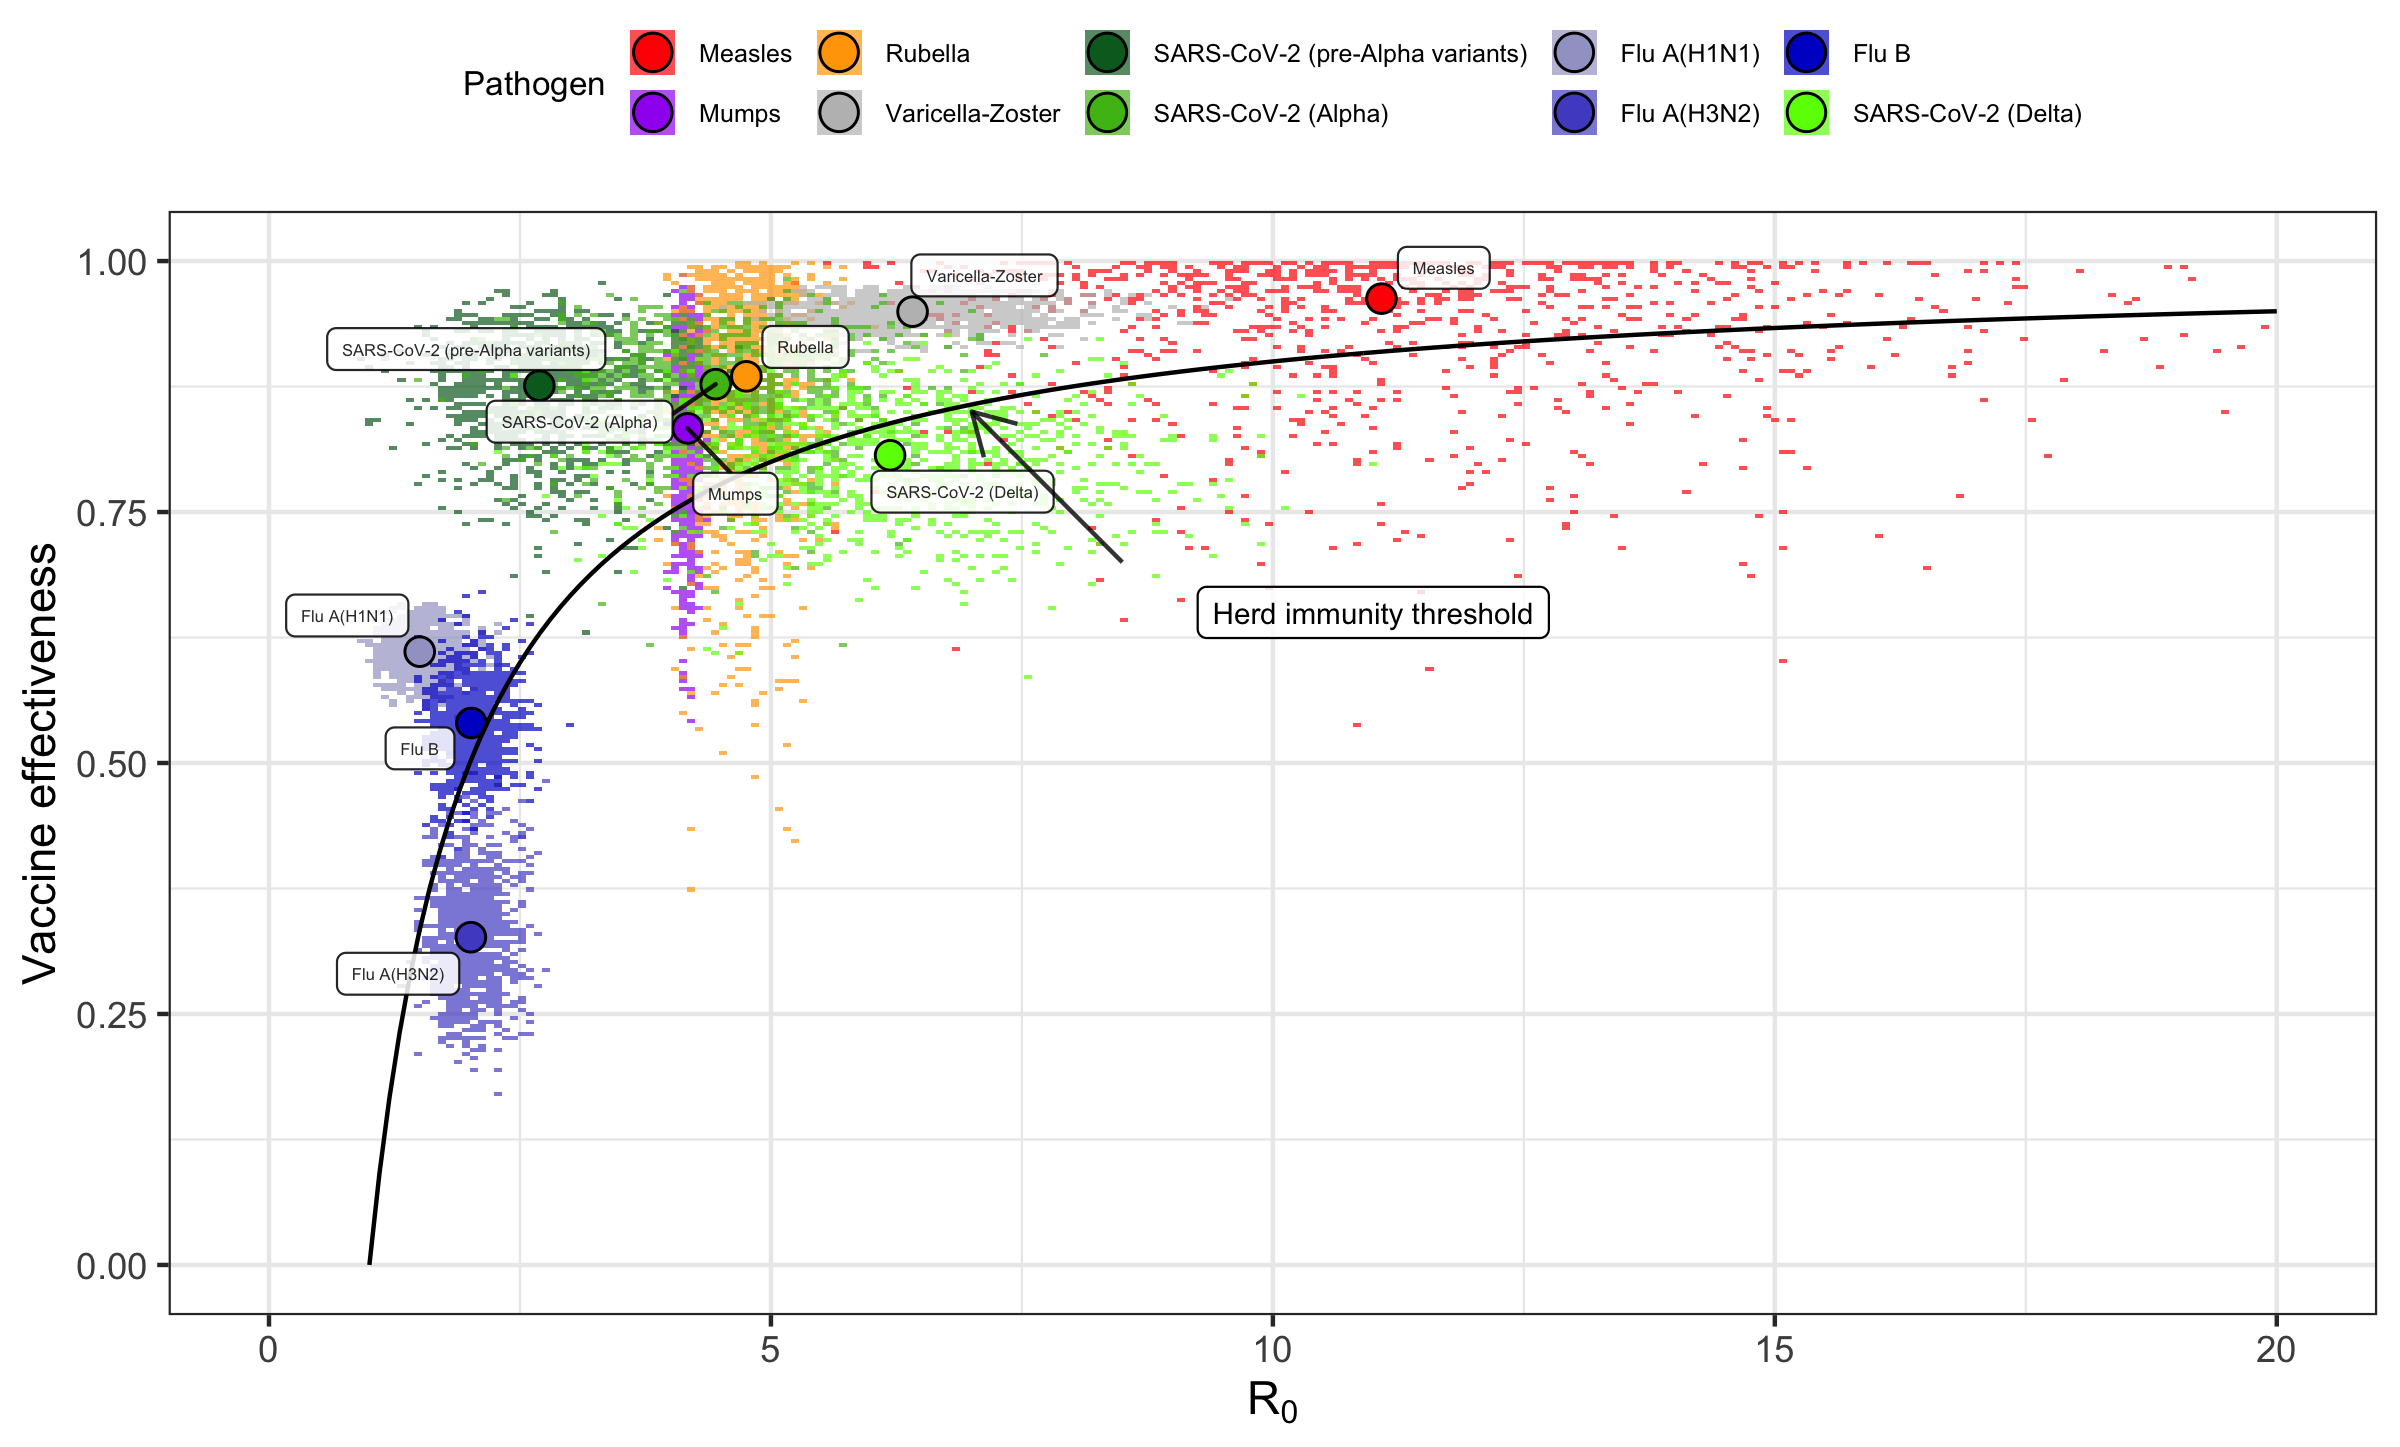 Pathogen
Measles
Rubella
SARS-CoV-2 (pre-Alpha variants)
Flu A(H1N1)
Flu B
Mumps
Varicella-Zoster
SARS-CoV-2 (Alpha)
Flu A(H3N2)
SARS-CoV-2 (Delta)
Vaccine effectiveness
1.00
0.75
0.50
0.25
0.00
Varicella-Zoster
Measles
SARS-CoV-2 (pre-Alpha variants)
Rubella
SARS-CoV-2 (Alpha)
Mumps
SARS-CoV-2 (Delta)
Flu A(H1N1)
Herd immunity threshold
Flu B
Flu A(H3N2)
0
5
10
15
20
R₀